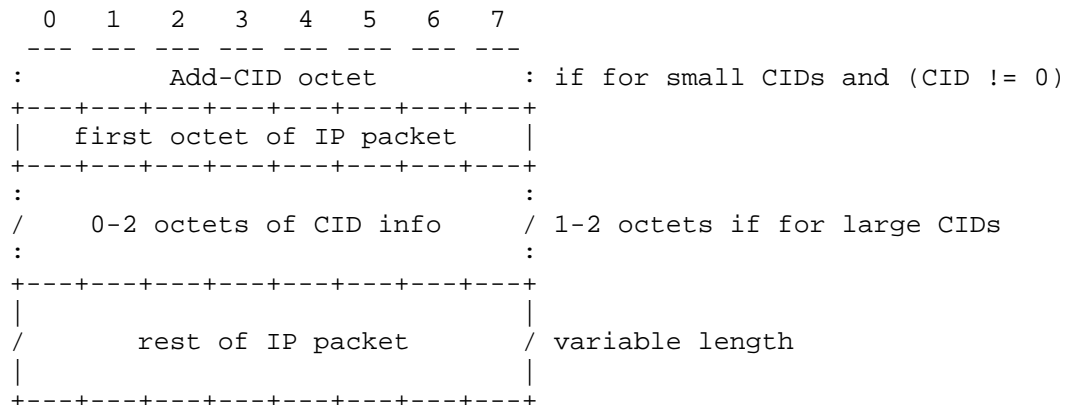 0   1   2   3   4   5   6   7
 --- --- --- --- --- --- --- ---
:         Add-CID octet         : if for small CIDs and (CID != 0)
+---+---+---+---+---+---+---+---+
|   first octet of IP packet    |
+---+---+---+---+---+---+---+---+
:                               :
/    0-2 octets of CID info     / 1-2 octets if for large CIDs
:                               :
+---+---+---+---+---+---+---+---+
|                               |
/       rest of IP packet       / variable length
|                               |
+---+---+---+---+---+---+---+---+